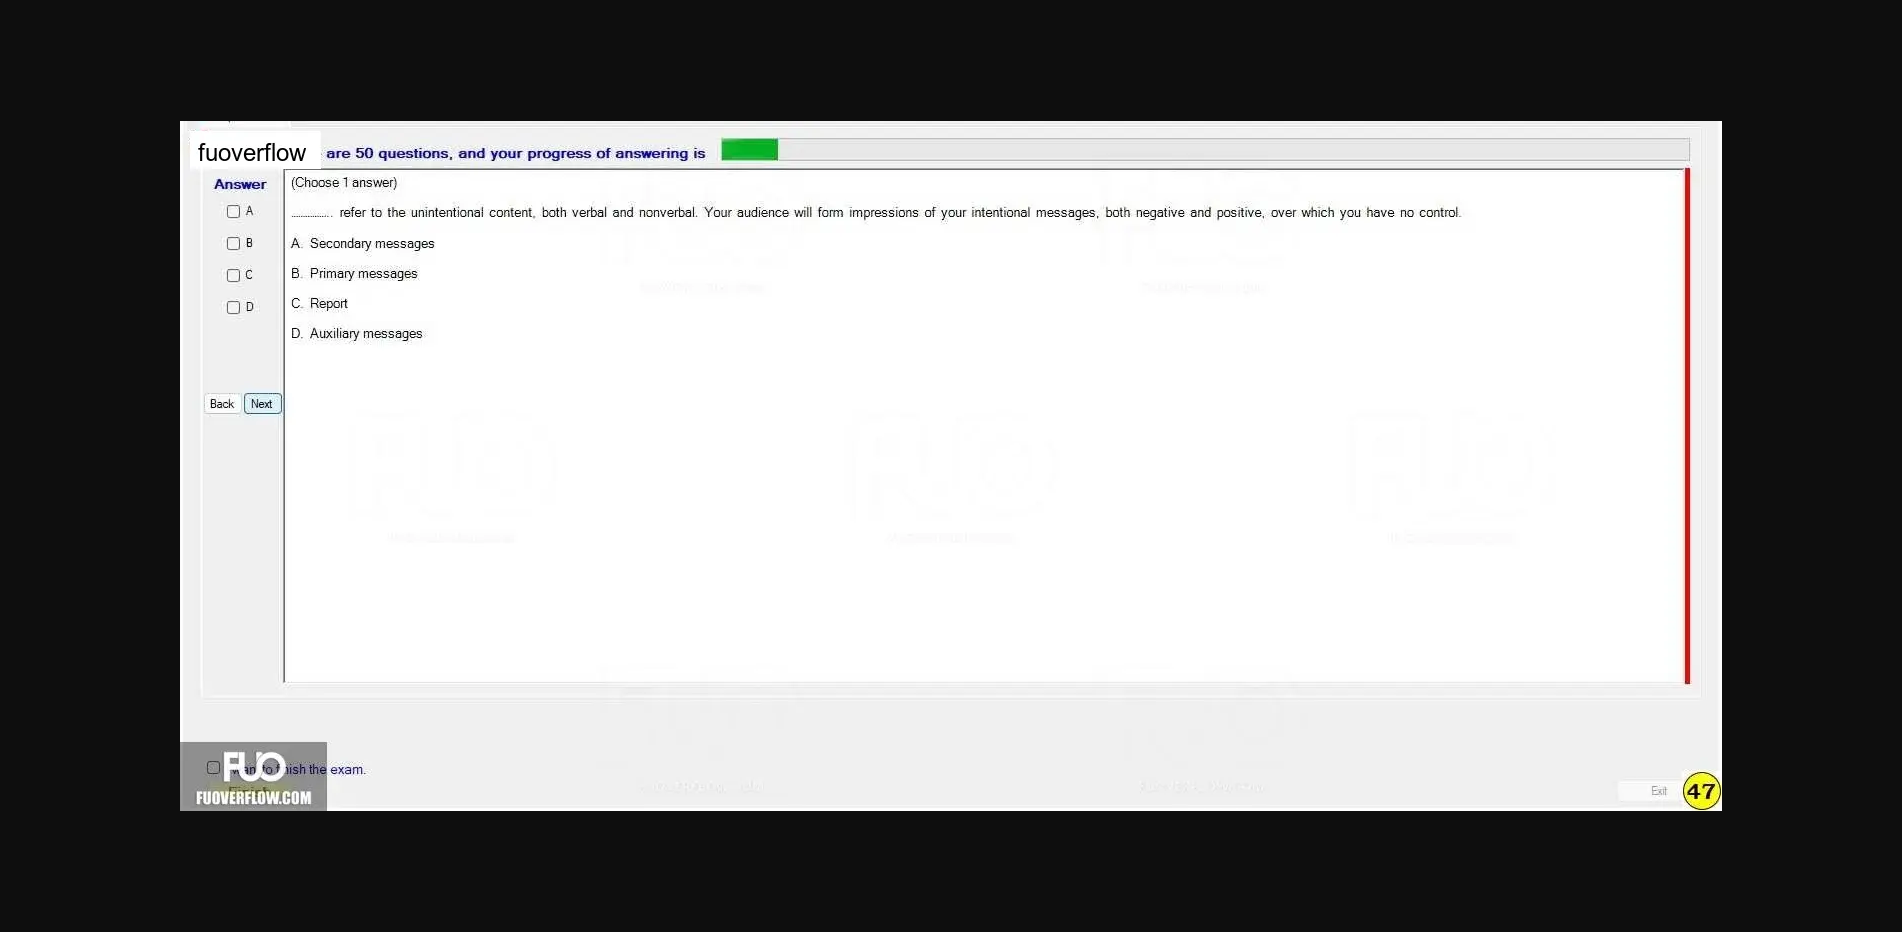 fuoverflow are 50 questions, and your progress of answering is
Answer
(Choose 1 answer)
A
................ refer to the unintentional content, both verbal and nonverbal. Your audience will form impressions of your intentional messages, both negative and positive, over which you have no control.
B
A. Secondary messages
C
B. Primary messages
D
C. Report
D. Auxiliary messages
Back Next
FUO
to finish the exam.
FUOVERFLOW.COM
Exit 47